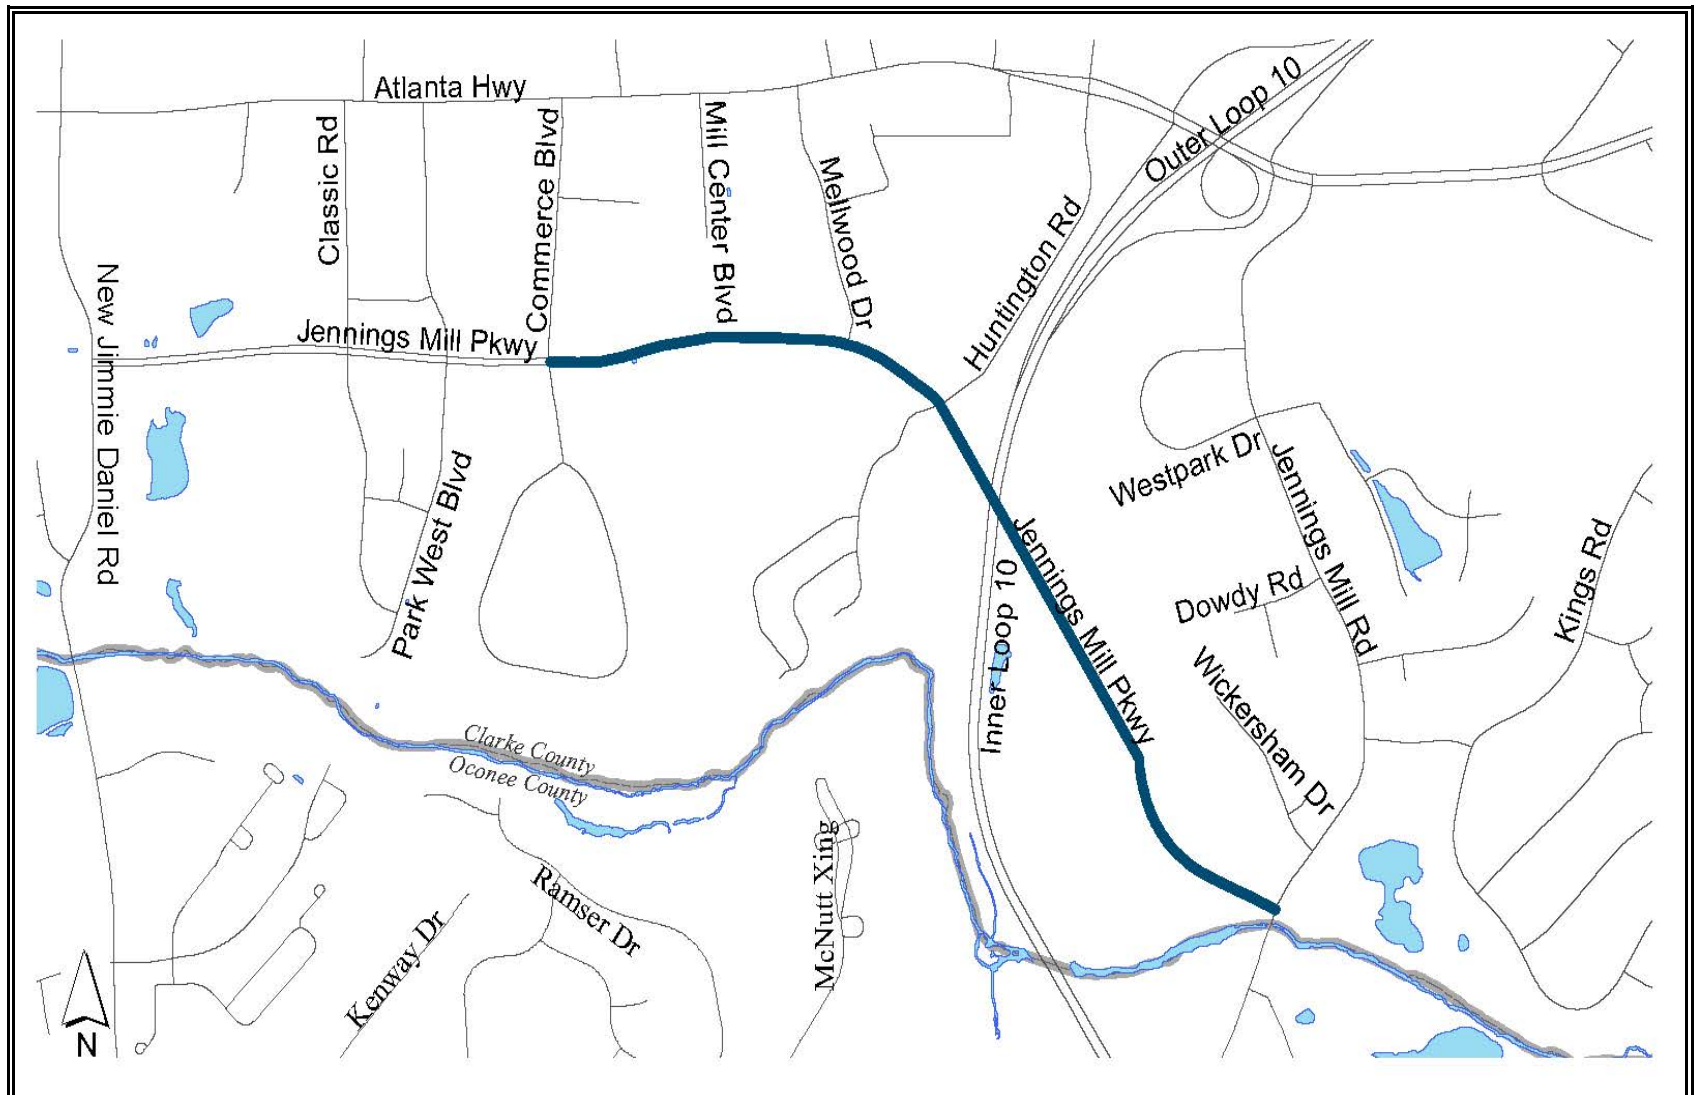 Atlanta Hwy
Outer Loop 10
Classic Rd
Commerce Blvd
Mill Center Blvd
Mellwood Dr
Huntington Rd
New Jimmie Daniel Rd
Jennings Mill Pkwy
Westpark Dr
Jennings Mill Rd
Park West Blvd
Kings Rd
Inner Loop 10
Jennings Mill Pkwy
Dowdy Rd
Wickersham Dr
Clarke County
Oconee County
McNutt Xing
Ramser Dr
Kenway Dr
N